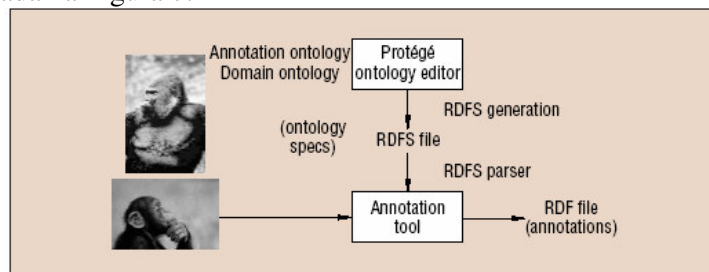 Annotation ontology
Domain ontology
Protégé
ontology editor
RDFS generation
(ontology
specs)
RDFS file
RDFS parser
Annotation
tool
RDF file
(annotations)